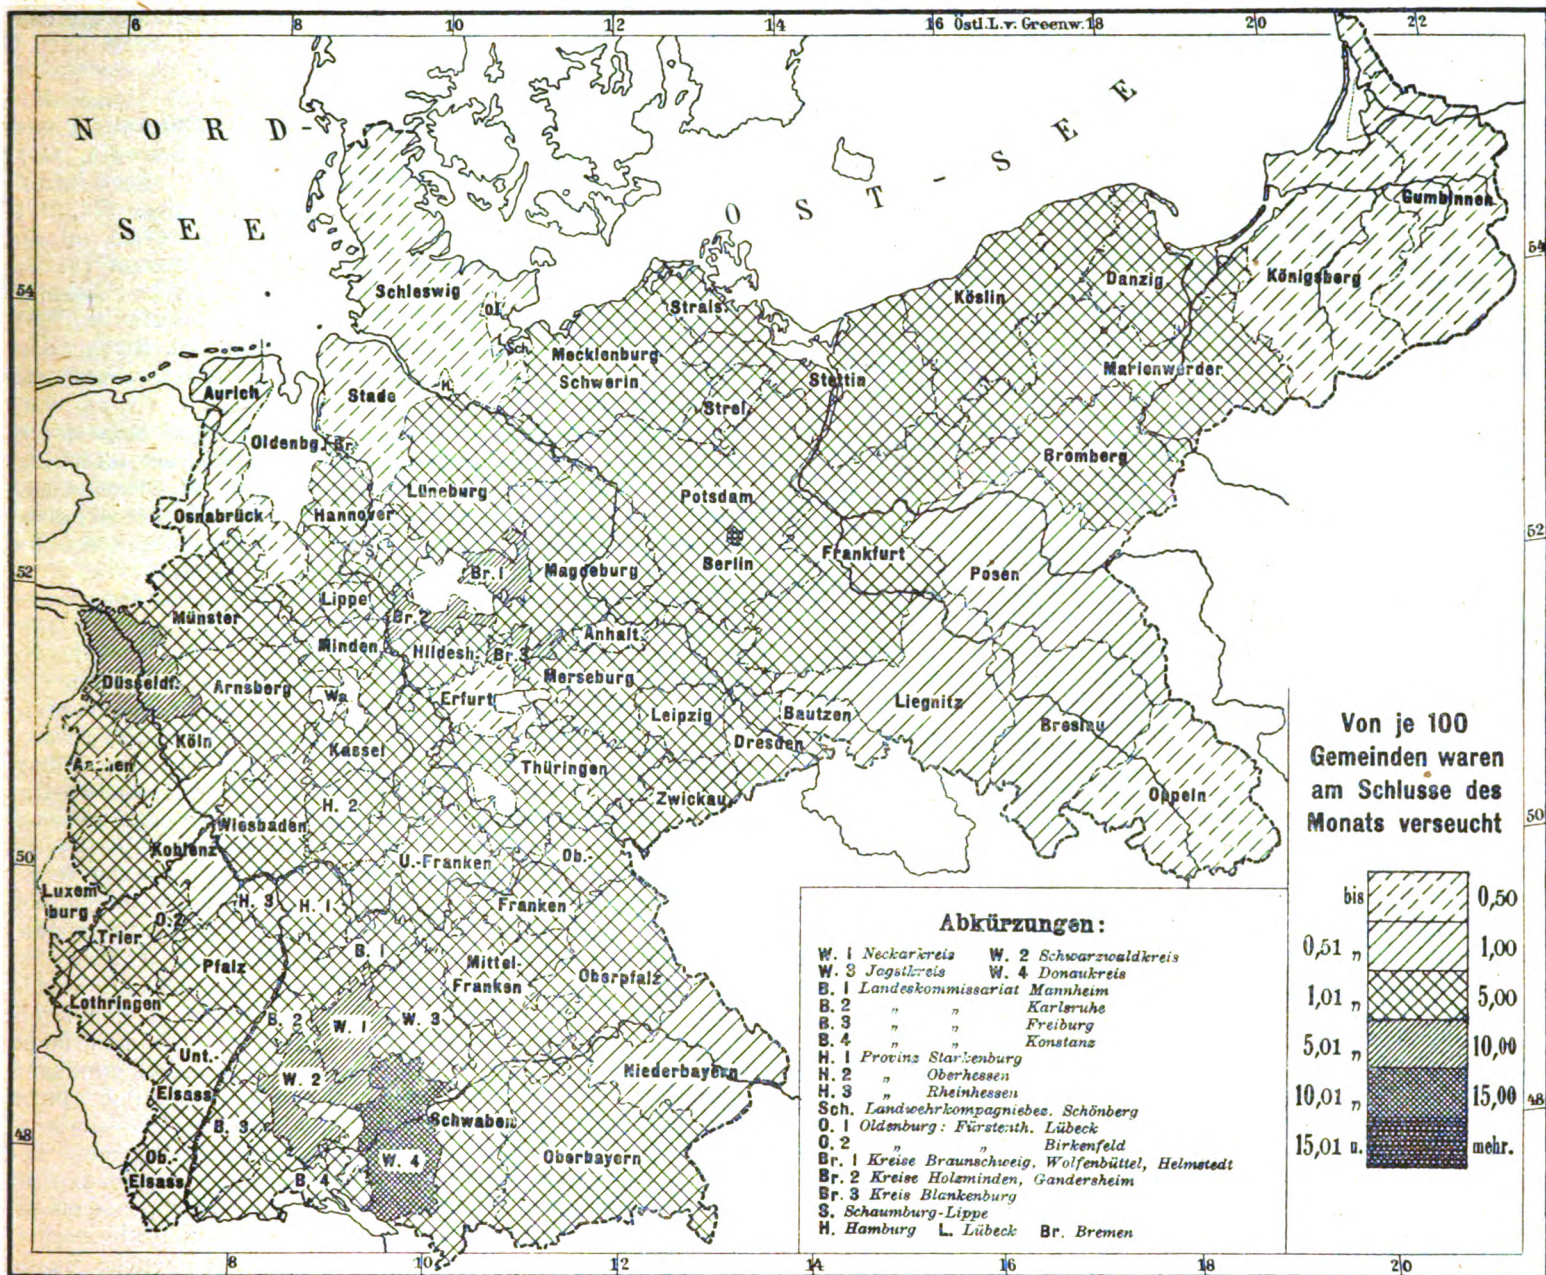 6 8 10 12 14 16 Östl.L.v. Greenw. 18 20 22
NORD-
SEE
OST-SEE
54
52
50
48
54
52
50
48
Gumbinnen
Königsberg
Danzig
Köslin
Marienwerder
Schleswig
Ol.
Sch.
H.
Strals.
Mecklenburg-
Schwerin
Strel.
Stettin
Aurich
Stade
Oldenbg.
Br.
Bromberg
Lüneburg
Potsdam
Osnabrück
Hannover
Berlin
Frankfurt
Posen
Br. 1
Magdeburg
Lippe
Münster
Br. 2
Minden
Hildesh.
Br. 3
Anhalt.
Düsseldf.
Arnsberg
Wa.
Erfurt
Merseburg
Leipzig
Bautzen
Liegnitz
Breslau
Dresden
Köln
Kassel
Aachen
Thüringen
Zwickau
Oppeln
H. 2
Wiesbaden
Koblenz
U.-Franken
Ob.-
Franken
Luxem
burg
H. 3
H. 1
O. 2
Trier
B. 1
Pfalz
Mittel-
Franken
Oberpfalz
Lothringen
B. 2
W. 1
W. 3
Unt.-
Elsass
W. 2
Niederbayern
B. 3
Schwaben
Ob.-
Elsass
W. 4
Oberbayern
B. 4
Von je 100
Gemeinden waren
am Schlusse des
Monats verseucht
bis 0,50
0,51 " 1,00
1,01 " 5,00
5,01 " 10,00
10,01 " 15,00
15,01 u. mehr.
Abkürzungen:
W. 1 Neckarkreis W. 2 Schwarzwaldkreis
W. 3 Jagstkreis W. 4 Donaukreis
B. 1 Landeskommissariat Mannheim
B. 2 " " Karlsruhe
B. 3 " " Freiburg
B. 4 " " Konstanz
H. 1 Provinz Starkenburg
H. 2 " Oberhessen
H. 3 " Rheinhessen
Sch. Landwehrkompagniebez. Schönberg
O. 1 Oldenburg: Fürstenth. Lübeck
O. 2 " " Birkenfeld
Br. 1 Kreise Braunschweig, Wolfenbüttel, Helmstedt
Br. 2 Kreise Holzminden, Gandersheim
Br. 3 Kreis Blankenburg
S. Schaumburg-Lippe
H. Hamburg L. Lübeck Br. Bremen
8 10 12 14 16 18 20